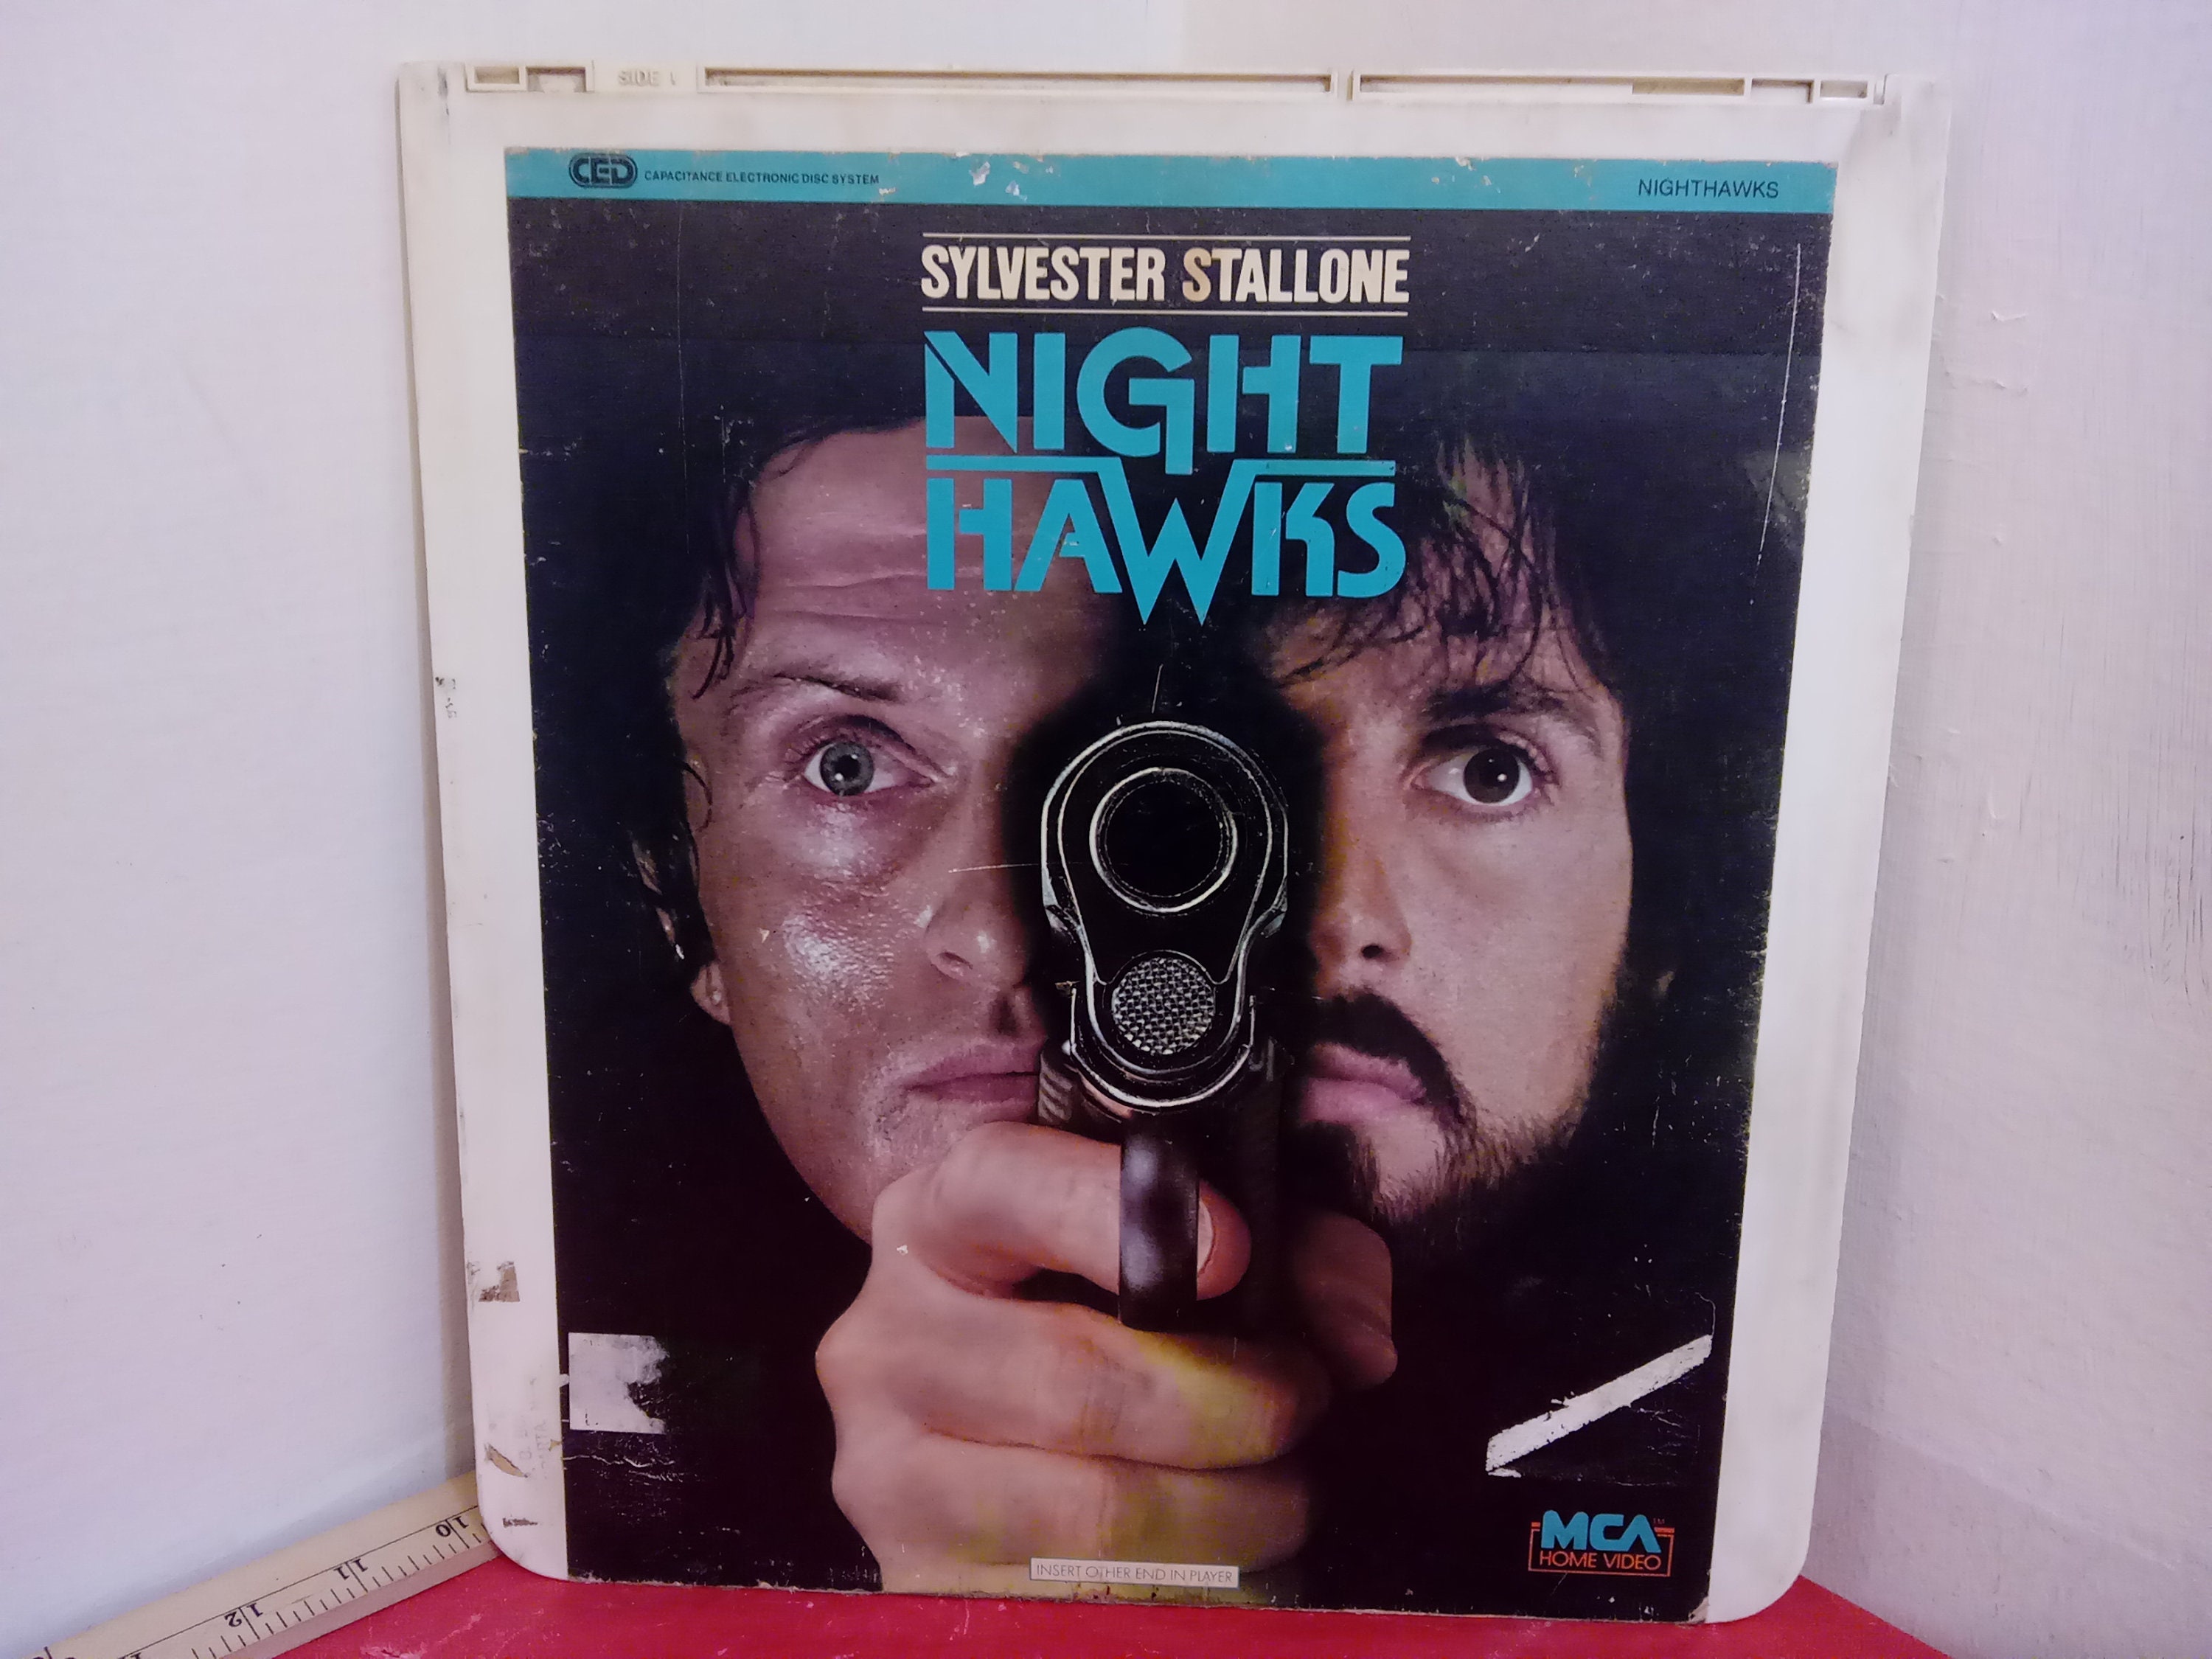 SIDE 1
CED CAPACITANCE ELECTRONIC DISC SYSTEM
NIGHTHAWKS
SYLVESTER STALLONE
NIGHT
HAWKS
INSERT OTHER END IN PLAYER
MCA™
HOME VIDEO
10
11
12